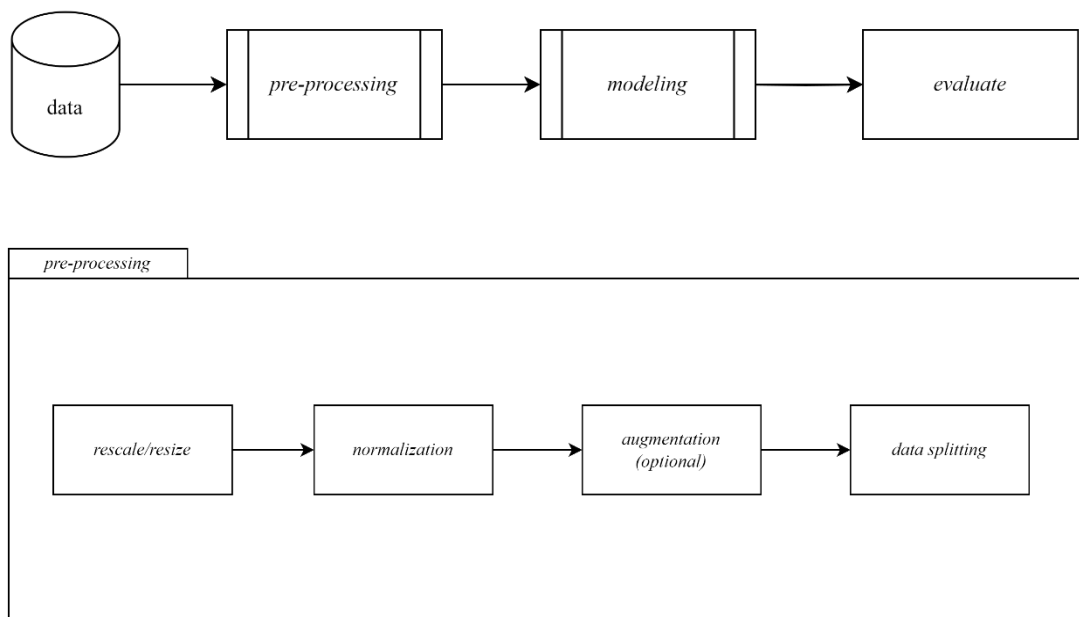 data
pre-processing
modeling
evaluate
pre-processing
rescale/resize
normalization
augmentation
(optional)
data splitting